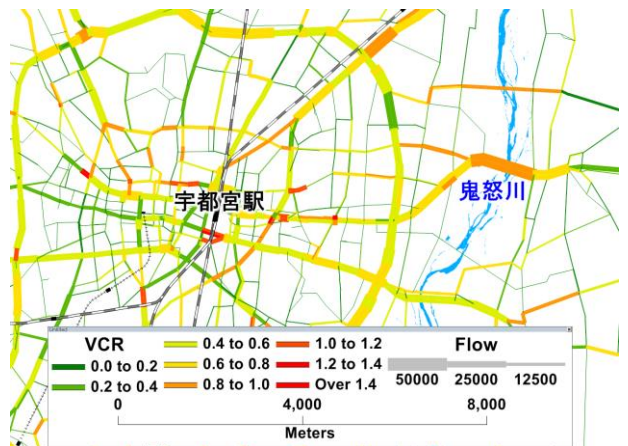 宇都宮駅
鬼怒川
VCR
0.0 to 0.2
0.2 to 0.4
0.4 to 0.6
0.6 to 0.8
0.8 to 1.0
1.0 to 1.2
1.2 to 1.4
Over 1.4
Flow
50000 25000 12500
0 4,000 8,000
Meters